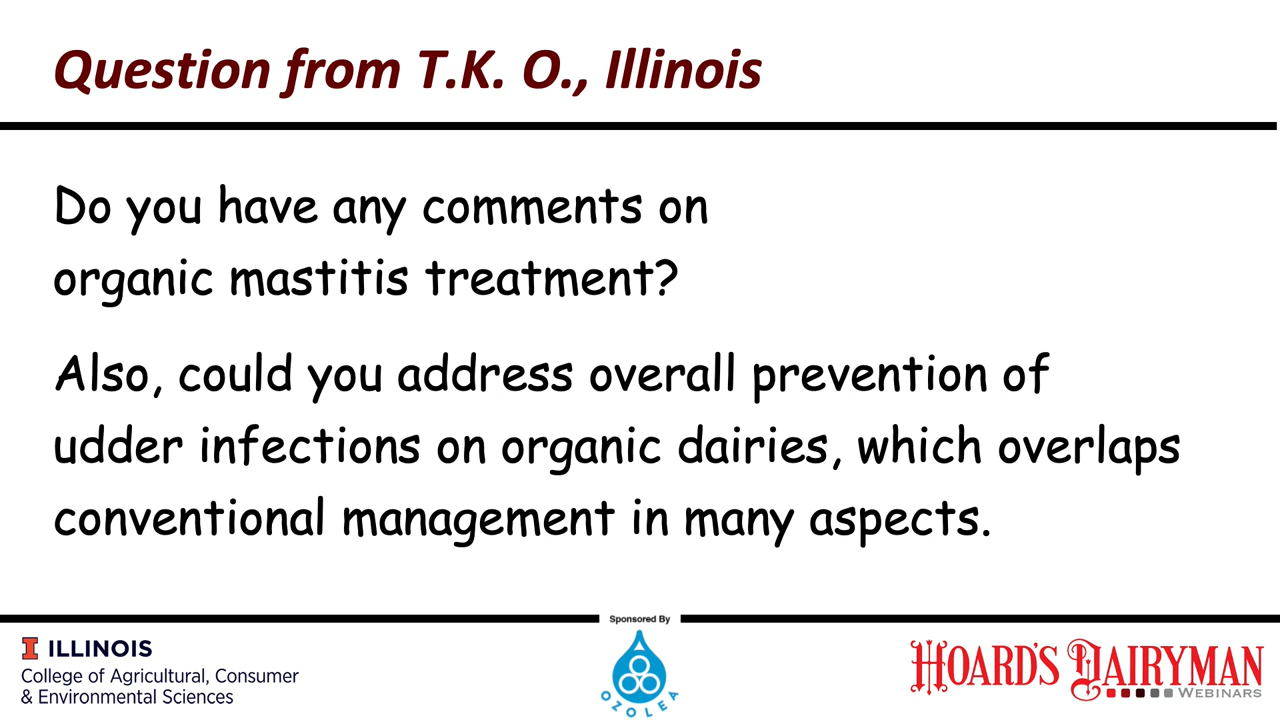 Question from T.K. O., Illinois
Do you have any comments on
organic mastitis treatment?
Also, could you address overall prevention of
udder infections on organic dairies, which overlaps
conventional management in many aspects.
Sponsored By
I ILLINOIS
College of Agricultural, Consumer
& Environmental Sciences
OZOLEA
HOARD'S DAIRYMAN
WEBINARS